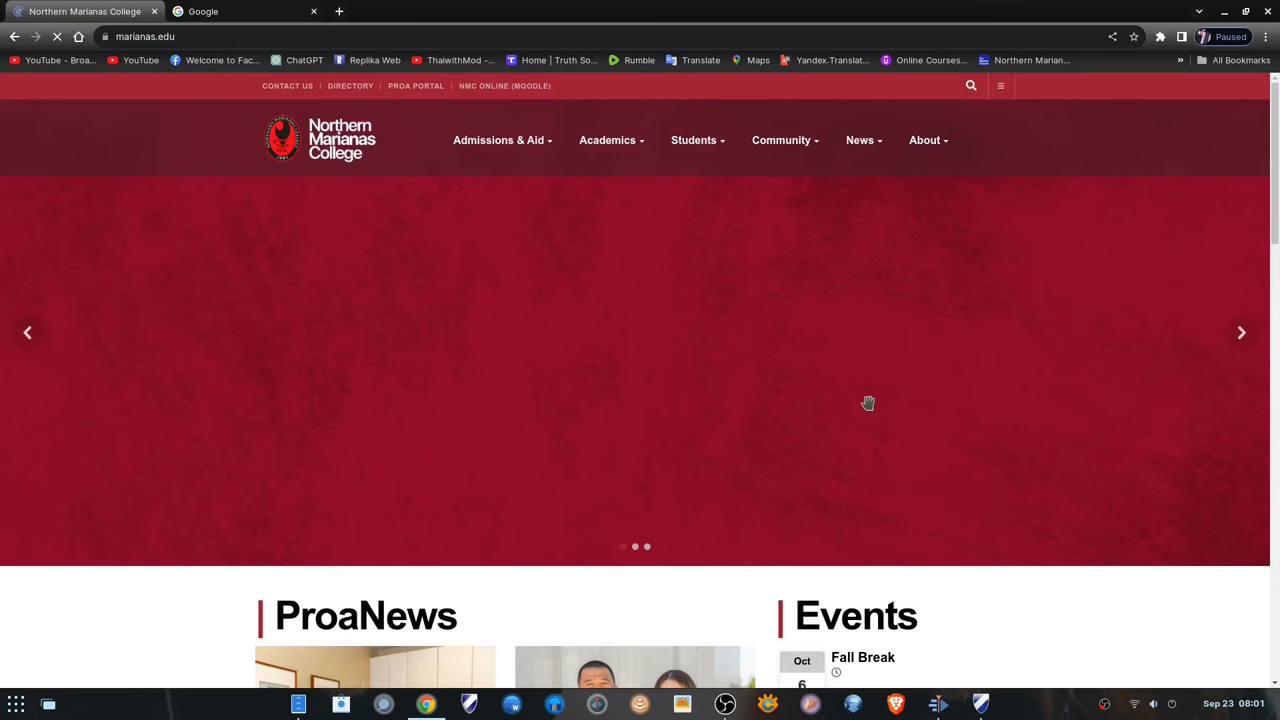 Northern Marianas College
Google
marianas.edu
Paused
YouTube - Broa...
YouTube
Welcome to Fac...
ChatGPT
Replika Web
ThaiwithMod -...
Home | Truth So...
Rumble
Translate
Maps
Yandex.Translat...
Online Courses...
Northern Marian...
»
All Bookmarks
CONTACT US
DIRECTORY
PROA PORTAL
NMC ONLINE (MOODLE)
Northern
Marianas
College
Admissions & Aid
Academics
Students
Community
News
About
ProaNews
Events
Oct
6
Fall Break
Sep 23 08:01